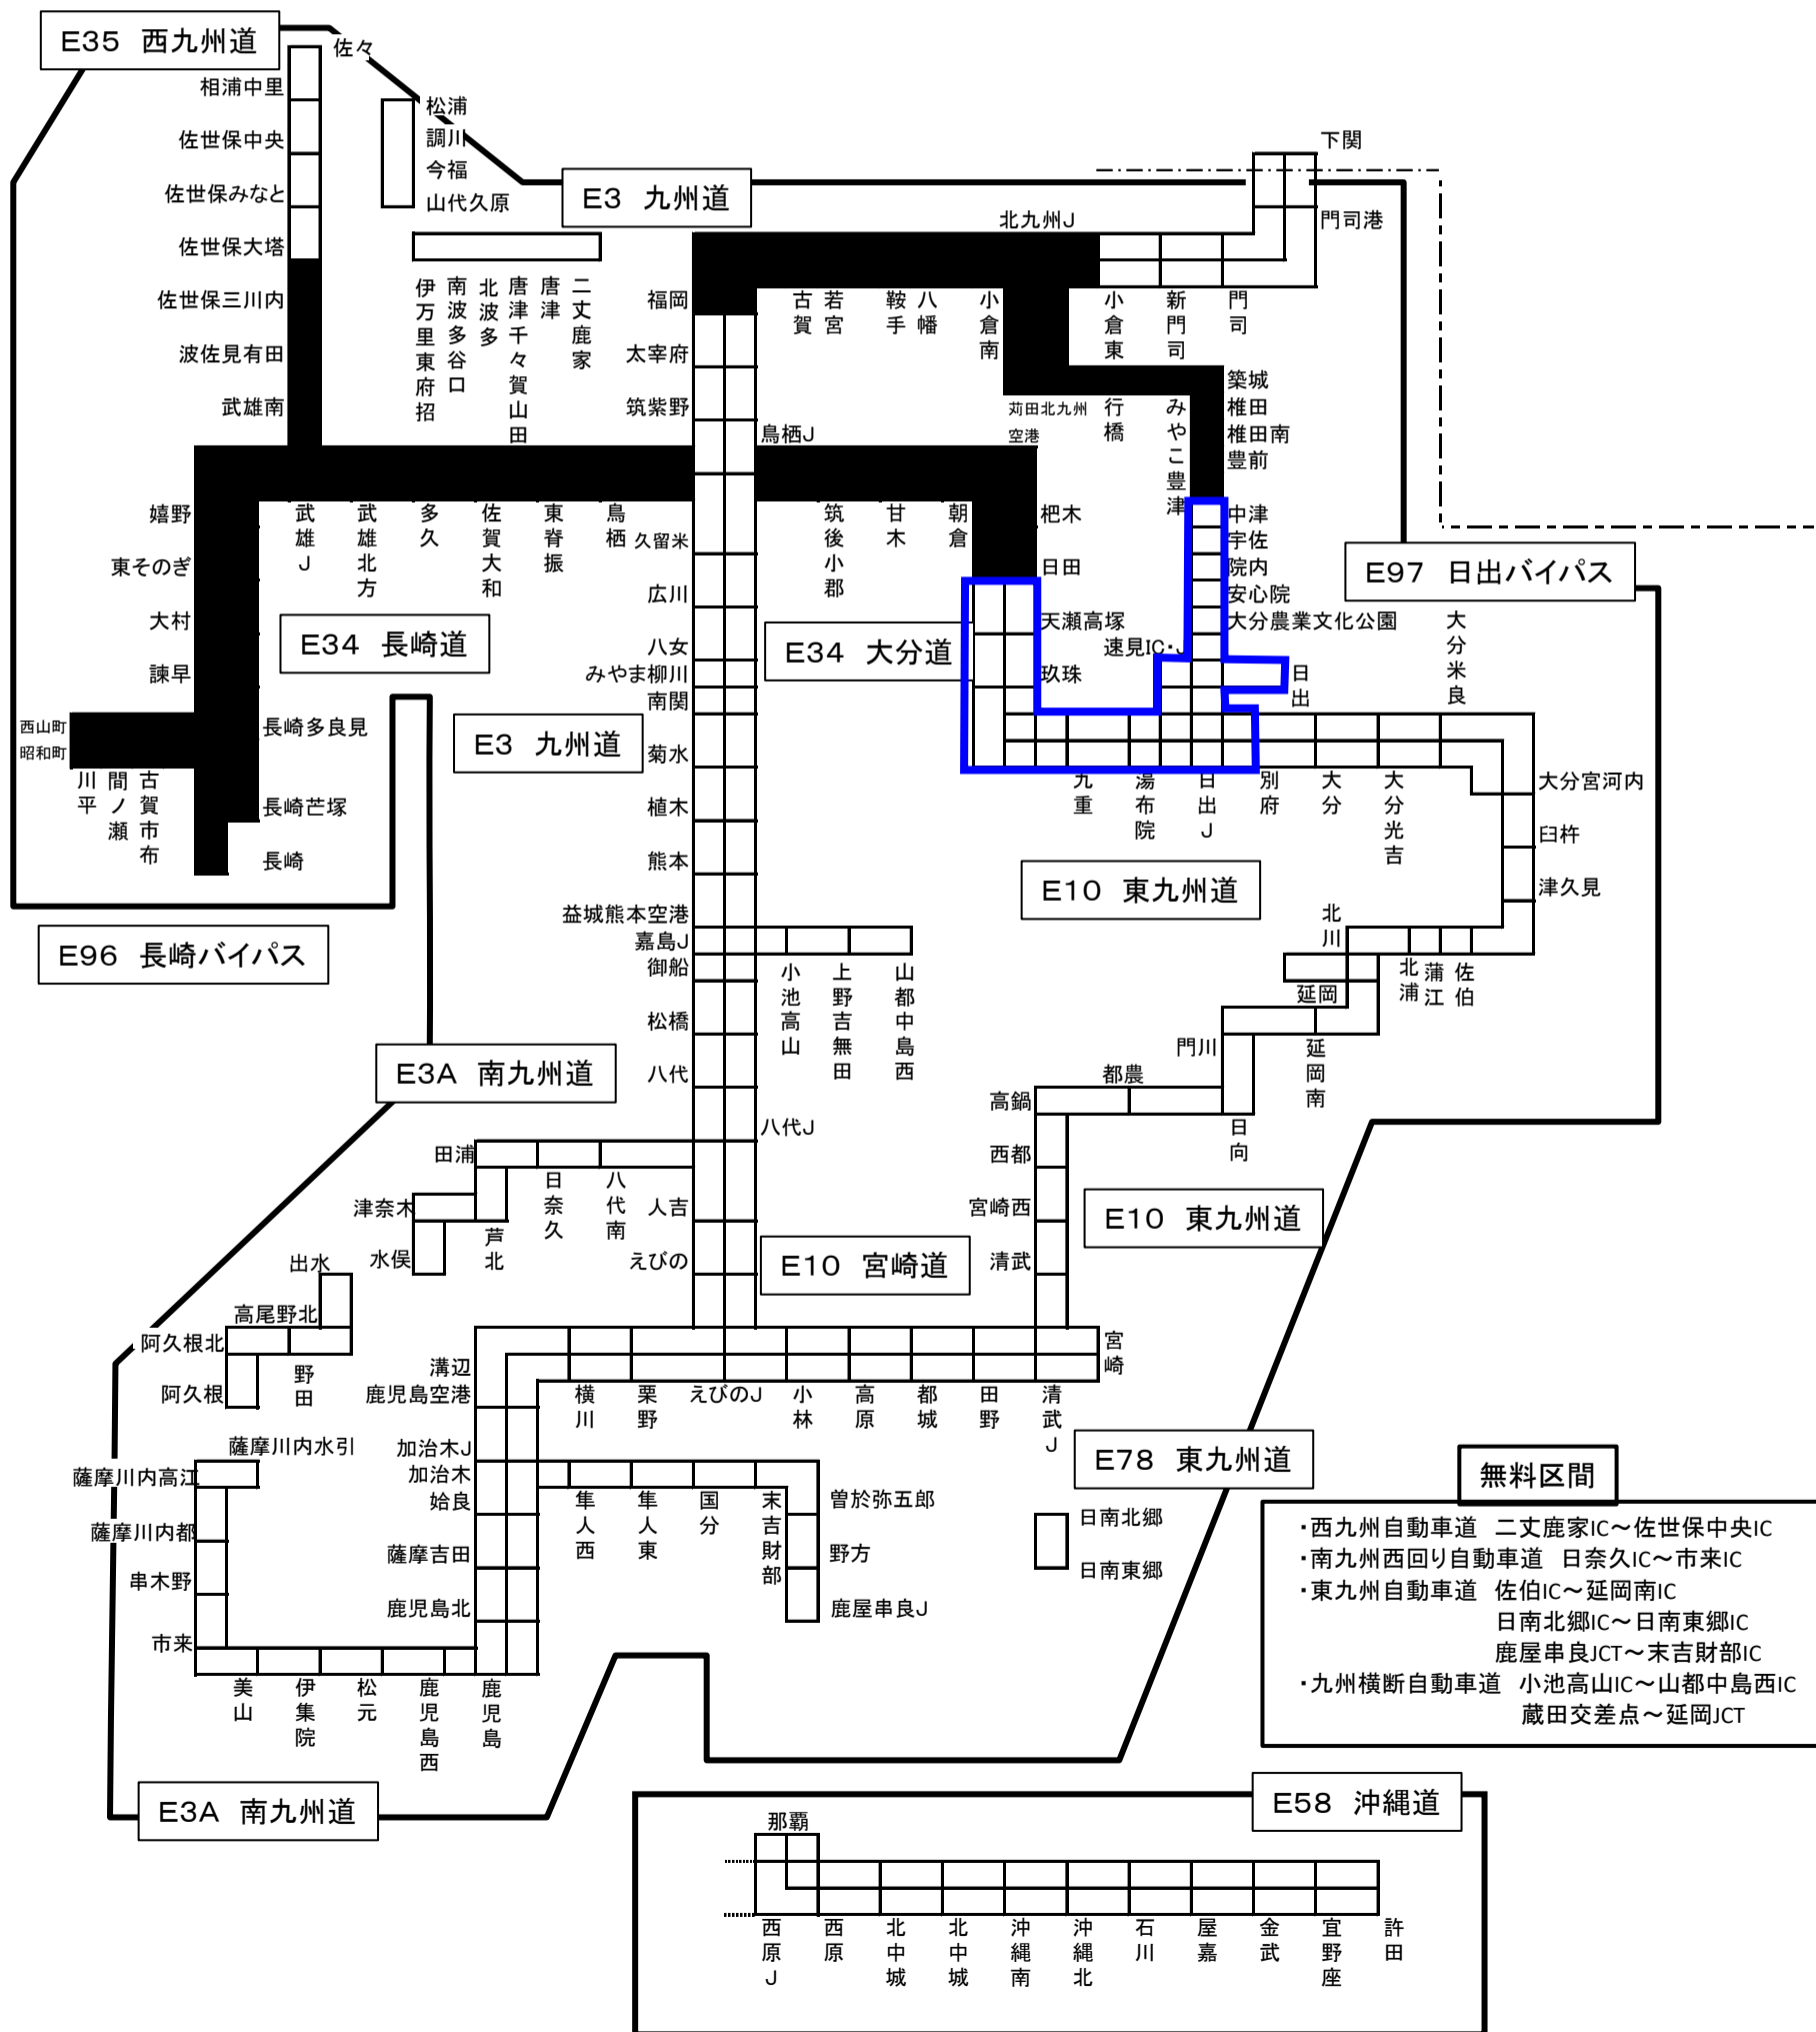 E35 西九州道
佐々
相浦中里
佐世保中央
佐世保みなと
佐世保大塔
佐世保三川内
波佐見有田
武雄南
松浦
調川
今福
山代久原
E3 九州道
下関
門司港
北九州J
伊万里東府招
南波多谷口
北波多
唐津千々賀山田
唐津
二丈鹿家
福岡
太宰府
筑紫野
鳥栖J
古賀
若宮
鞍手
八幡
小倉南
小倉東
新門司
門司
苅田北九州
空港
行橋
みやこ豊津
築城
椎田
椎田南
豊前
嬉野
東そのぎ
大村
諫早
武雄J
武雄北方
多久
佐賀大和
東脊振
鳥栖
久留米
広川
八女
みやま柳川
南関
菊水
植木
熊本
益城熊本空港
嘉島J
御船
松橋
八代
筑後小郡
甘木
朝倉
杷木
日田
天瀬高塚
玖珠
速見IC・J
中津
宇佐
院内
安心院
大分農業文化公園
E97 日出バイパス
E34 長崎道
E34 大分道
日出
大分米良
西山町
昭和町
川平
間ノ瀬
古賀市布
長崎多良見
長崎芒塚
長崎
E3 九州道
九重
湯布院
日出J
別府
大分
大分光吉
大分宮河内
臼杵
津久見
E10 東九州道
E96 長崎バイパス
小池高山
上野吉無田
山都中島西
北川
北浦
蒲江
佐伯
延岡
延岡南
門川
日向
都農
高鍋
西都
宮崎西
清武
E3A 南九州道
八代J
田浦
日奈久
八代南
津奈木
芦北
水俣
人吉
えびの
E10 宮崎道
E10 東九州道
出水
高尾野北
阿久根北
野田
阿久根
溝辺
鹿児島空港
横川
栗野
えびのJ
小林
高原
都城
田野
清武J
宮崎
加治木J
加治木
姶良
薩摩吉田
鹿児島北
隼人西
隼人東
国分
末吉財部
曽於弥五郎
野方
鹿屋串良J
E78 東九州道
日南北郷
日南東郷
薩摩川内水引
薩摩川内高江
薩摩川内都
串木野
市来
美山
伊集院
松元
鹿児島西
鹿児島
無料区間
・西九州自動車道 二丈鹿家IC～佐世保中央IC
・南九州西回り自動車道 日奈久IC～市来IC
・東九州自動車道 佐伯IC～延岡南IC
日南北郷IC～日南東郷IC
鹿屋串良JCT～末吉財部IC
・九州横断自動車道 小池高山IC～山都中島西IC
蔵田交差点～延岡JCT
E3A 南九州道
E58 沖縄道
那覇
西原J
西原
北中城
北中城
沖縄南
沖縄北
石川
屋嘉
金武
宜野座
許田